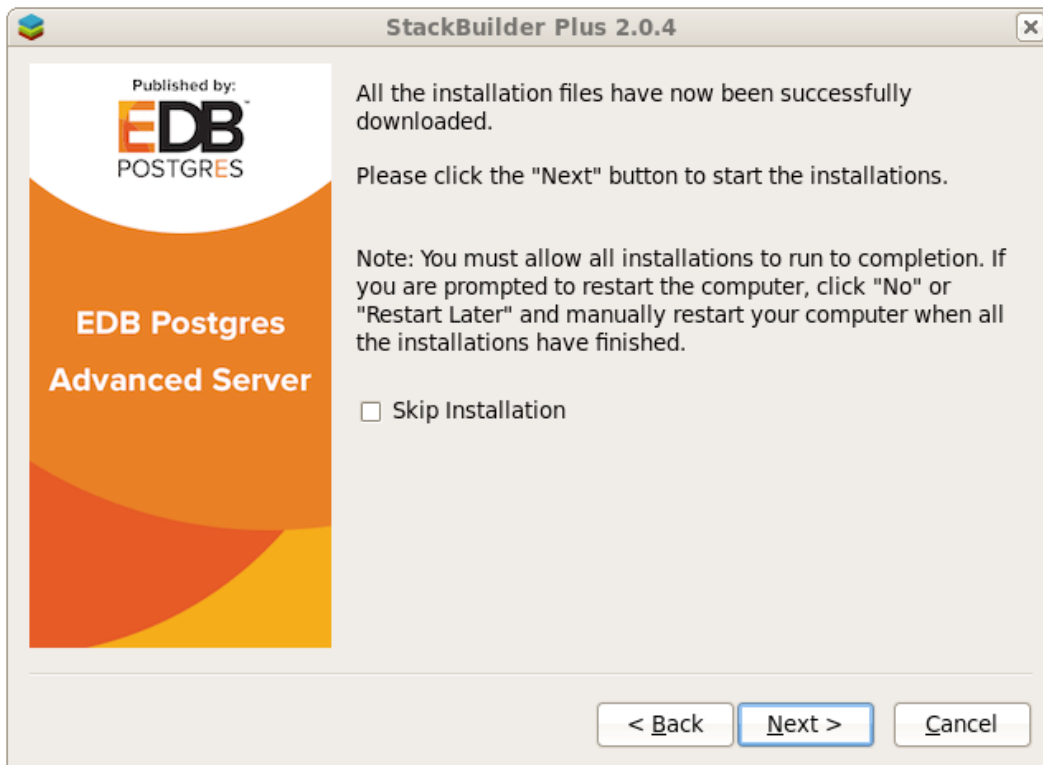 StackBuilder Plus 2.0.4
Published by:
EDB™
POSTGRES
EDB Postgres
Advanced Server
All the installation files have now been successfully
downloaded.
Please click the "Next" button to start the installations.
Note: You must allow all installations to run to completion. If
you are prompted to restart the computer, click "No" or
"Restart Later" and manually restart your computer when all
the installations have finished.
Skip Installation
< Back
Next >
Cancel